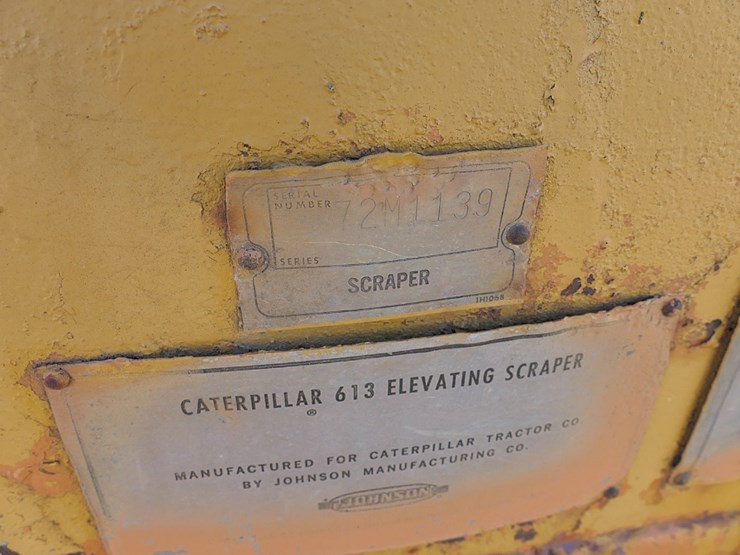 SERIAL
NUMBER 72M1139
SERIES
SCRAPER
1H1068
CATERPILLAR 613 ELEVATING SCRAPER
®
MANUFACTURED FOR CATERPILLAR TRACTOR CO.
BY JOHNSON MANUFACTURING CO.
JOHNSON